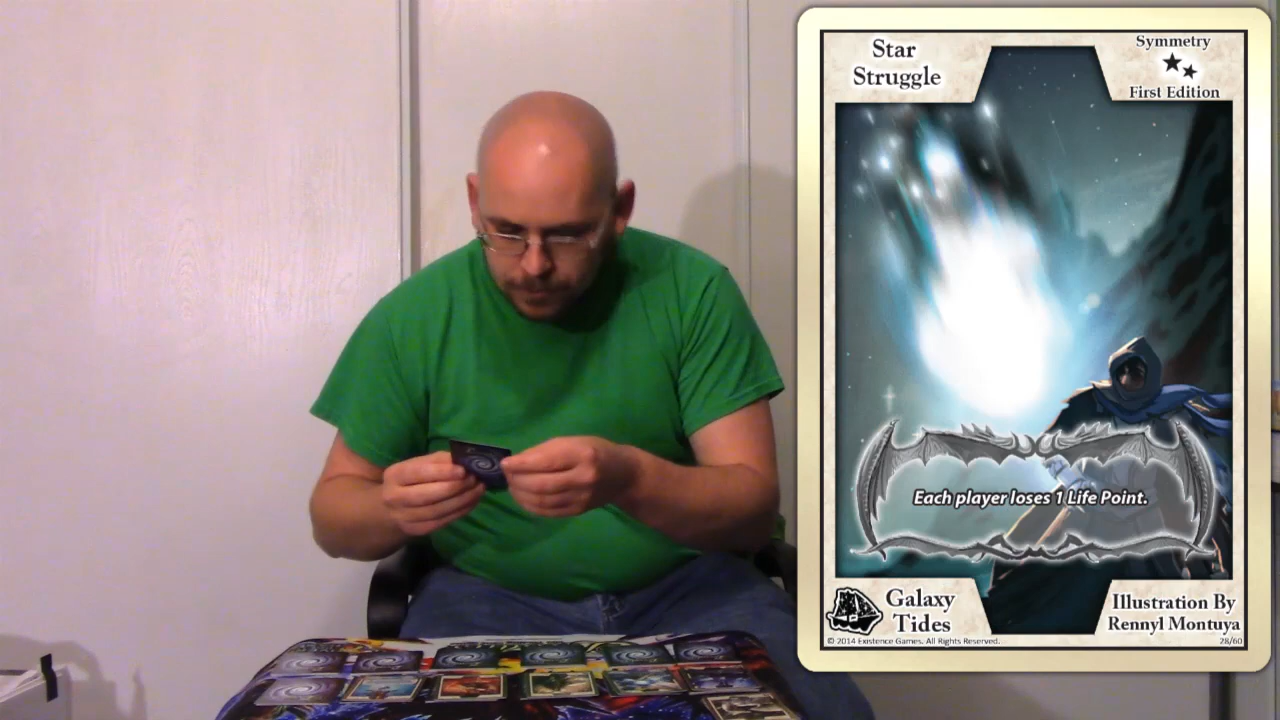 Star
Struggle
Symmetry
First Edition
Each player loses 1 Life Point.
Galaxy
Tides
Illustration By
Rennyl Montuya
© 2014 Existence Games. All Rights Reserved.
28/60